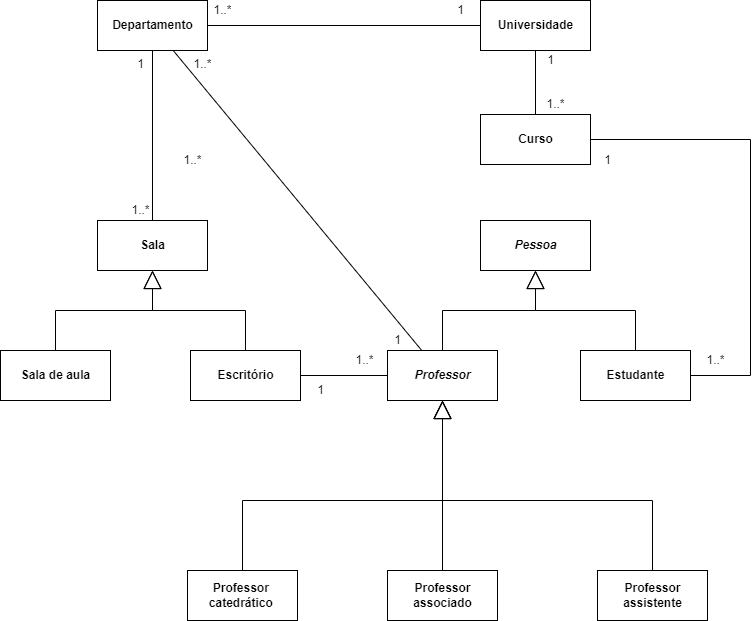 1..*
1
Departamento
Universidade
1
1..*
1
1..*
Curso
1..*
1
1..*
Sala
Pessoa
1
1..*
1..*
Sala de aula
Escritório
Professor
Estudante
1
Professor
catedrático
Professor
associado
Professor
assistente